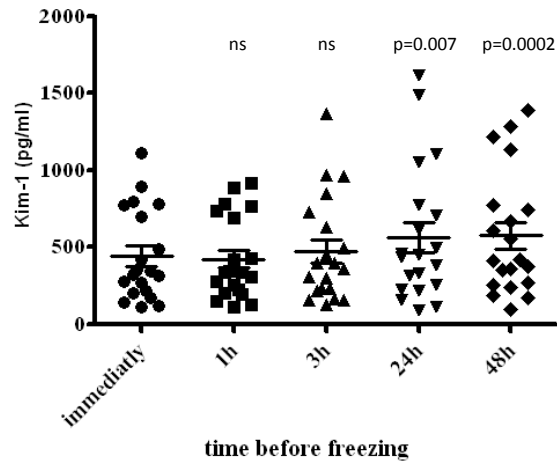 2000
1500
1000
500
0
Kim-1 (pg/ml)
ns
ns
p=0.007
p=0.0002
immediatly
1h
3h
24h
48h
time before freezing